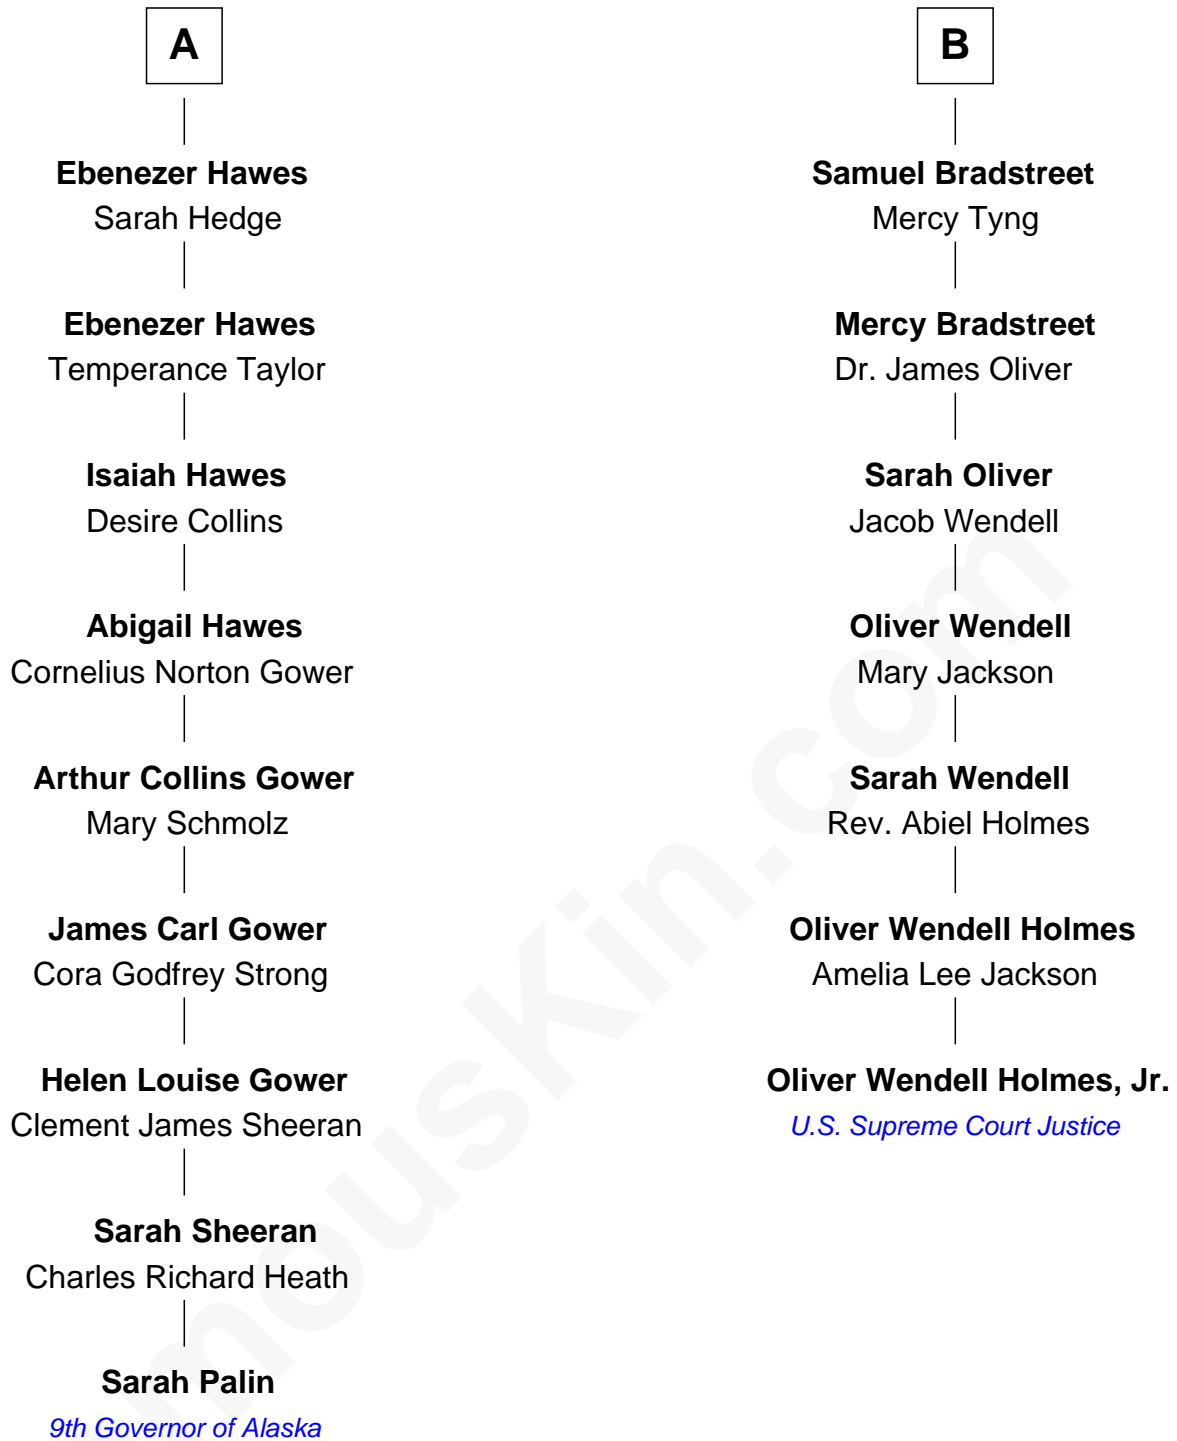 A
Ebenezer Hawes
Sarah Hedge
Ebenezer Hawes
Temperance Taylor
Isaiah Hawes
Desire Collins
Abigail Hawes
Cornelius Norton Gower
Arthur Collins Gower
Mary Schmolz
James Carl Gower
Cora Godfrey Strong
Helen Louise Gower
Clement James Sheeran
Sarah Sheeran
Charles Richard Heath
Sarah Palin
9th Governor of Alaska
B
Samuel Bradstreet
Mercy Tyng
Mercy Bradstreet
Dr. James Oliver
Sarah Oliver
Jacob Wendell
Oliver Wendell
Mary Jackson
Sarah Wendell
Rev. Abiel Holmes
Oliver Wendell Holmes
Amelia Lee Jackson
Oliver Wendell Holmes, Jr.
U.S. Supreme Court Justice
mousKin.com